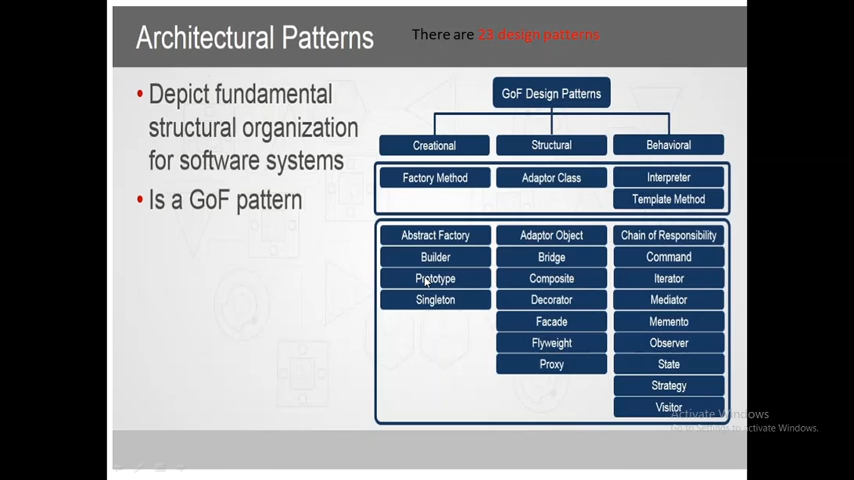 Architectural Patterns
There are 23 design patterns
• Depict fundamental
structural organization
for software systems
• Is a GoF pattern
GoF Design Patterns
Creational
Structural
Behavioral
Factory Method
Adaptor Class
Interpreter
Template Method
Abstract Factory
Adaptor Object
Chain of Responsibility
Builder
Bridge
Command
Prototype
Composite
Iterator
Singleton
Decorator
Mediator
Facade
Memento
Flyweight
Observer
Proxy
State
Strategy
Visitor
Activate Windows
Go to Settings to Activate Windows.